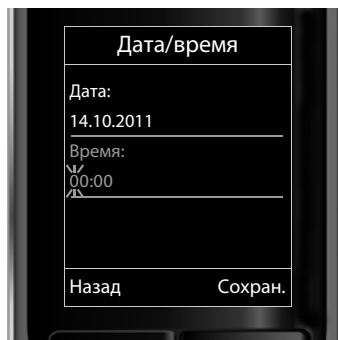 Дата/время
Дата:
14.10.2011
Время:
00:00
Назад Сохран.